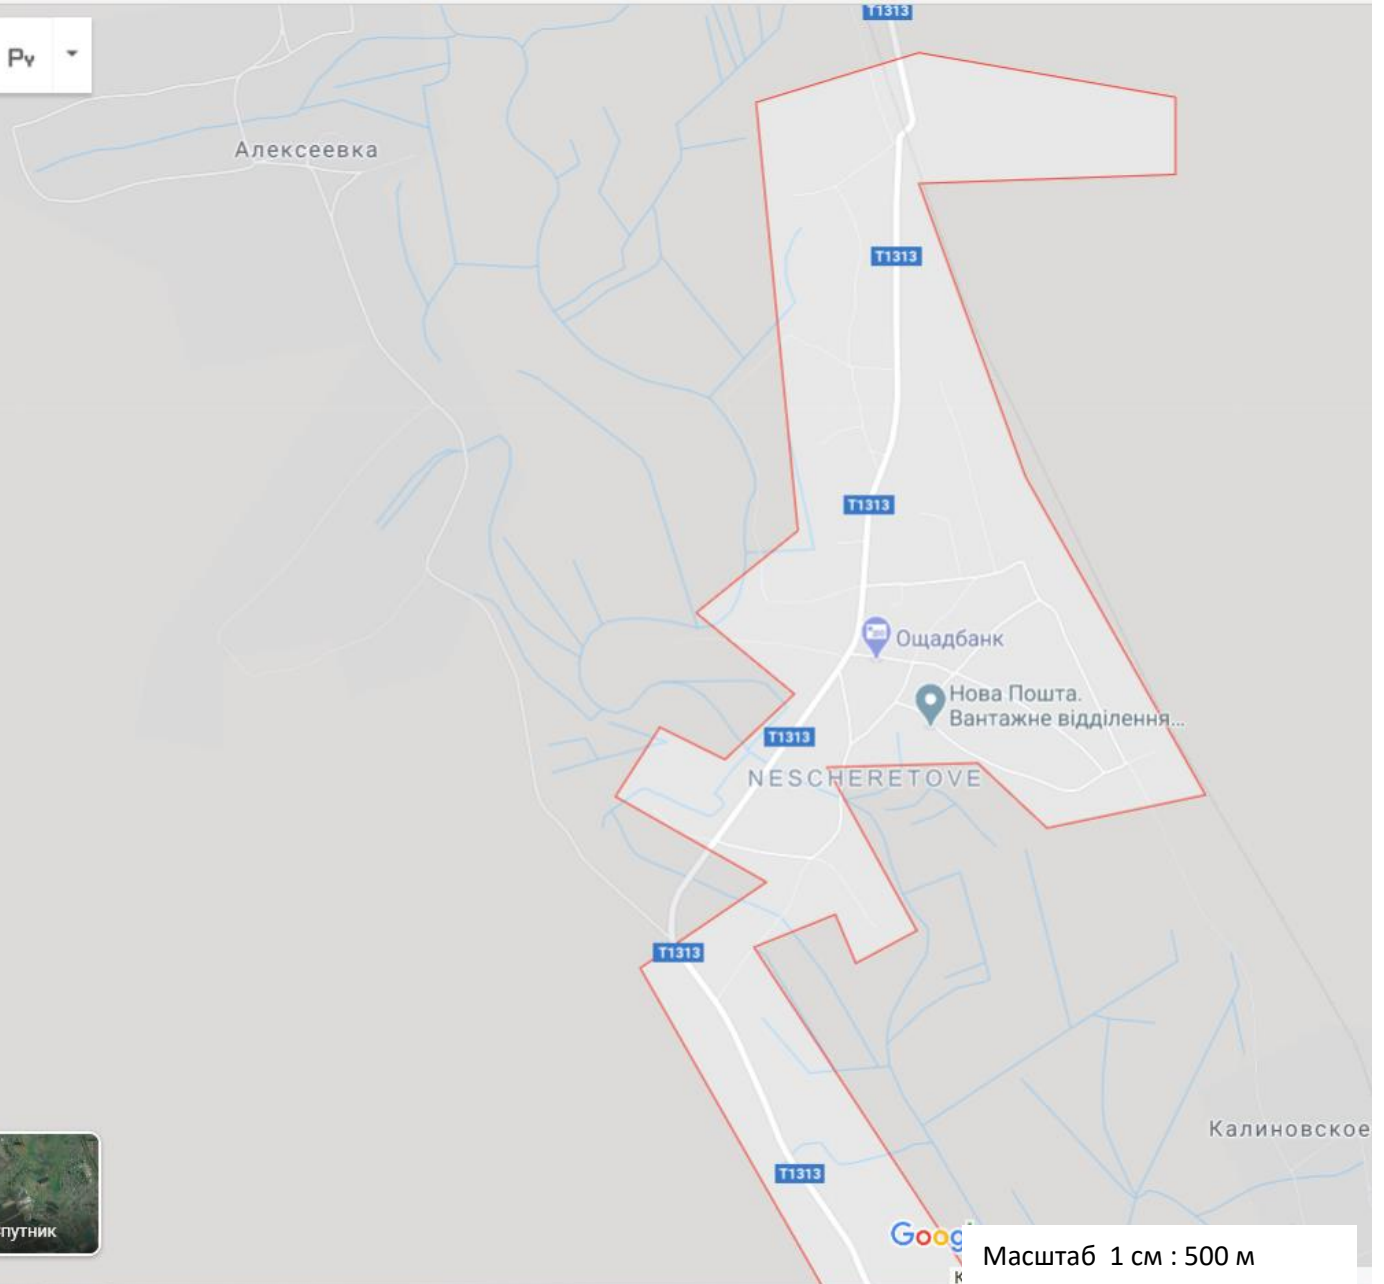 T1313
Ру
Алексеевка
T1313
T1313
Ощадбанк
Нова Пошта.
Вантажне відділення...
T1313
NESCHERETOVE
T1313
Калиновское
T1313
путник
Goog
Масштаб 1 см : 500 м
К